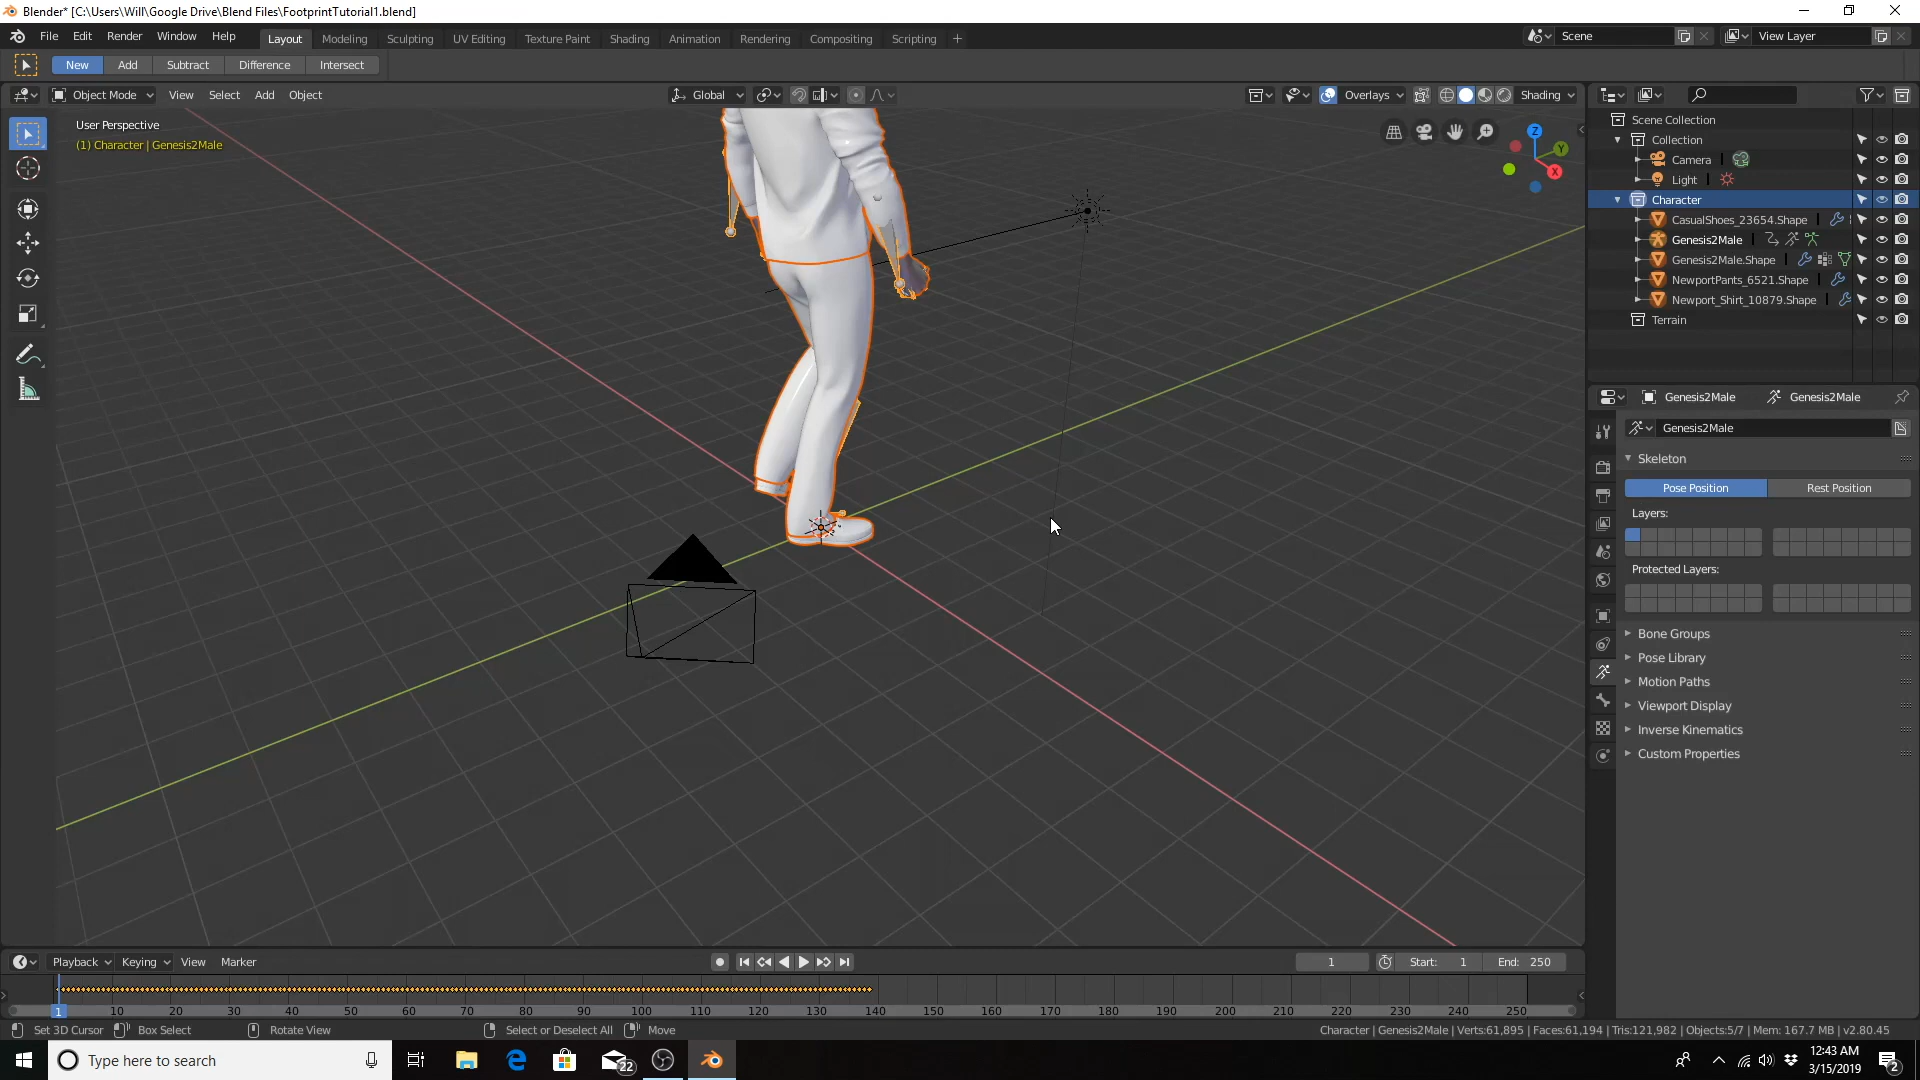 Blender* [C:\Users\Will\Google Drive\Blend Files\FootprintTutorial1.blend]
File Edit Render Window Help Layout Modeling Sculpting UV Editing Texture Paint Shading Animation Rendering Compositing Scripting + Scene View Layer
New Add Subtract Difference Intersect
Object Mode View Select Add Object Global Overlays Shading
User Perspective
(1) Character | Genesis2Male
Z
Y
X
Scene Collection
Collection
Camera
Light
Character
CasualShoes_23654.Shape
Genesis2Male
Genesis2Male.Shape
NewportPants_6521.Shape
Newport_Shirt_10879.Shape
Terrain
Genesis2Male Genesis2Male
Genesis2Male
Skeleton
Pose Position Rest Position
Layers:
Protected Layers:
Bone Groups
Pose Library
Motion Paths
Viewport Display
Inverse Kinematics
Custom Properties
Playback Keying View Marker 1 Start: 1 End: 250
1 10 20 30 40 50 60 70 80 90 100 110 120 130 140 150 160 170 180 190 200 210 220 230 240 250
Set 3D Cursor Box Select Rotate View Select or Deselect All Move Character | Genesis2Male | Verts:61,895 | Faces:61,194 | Tris:121,982 | Objects:5/7 | Mem: 167.7 MB | v2.80.45
Type here to search 22 12:43 AM
3/15/2019 2